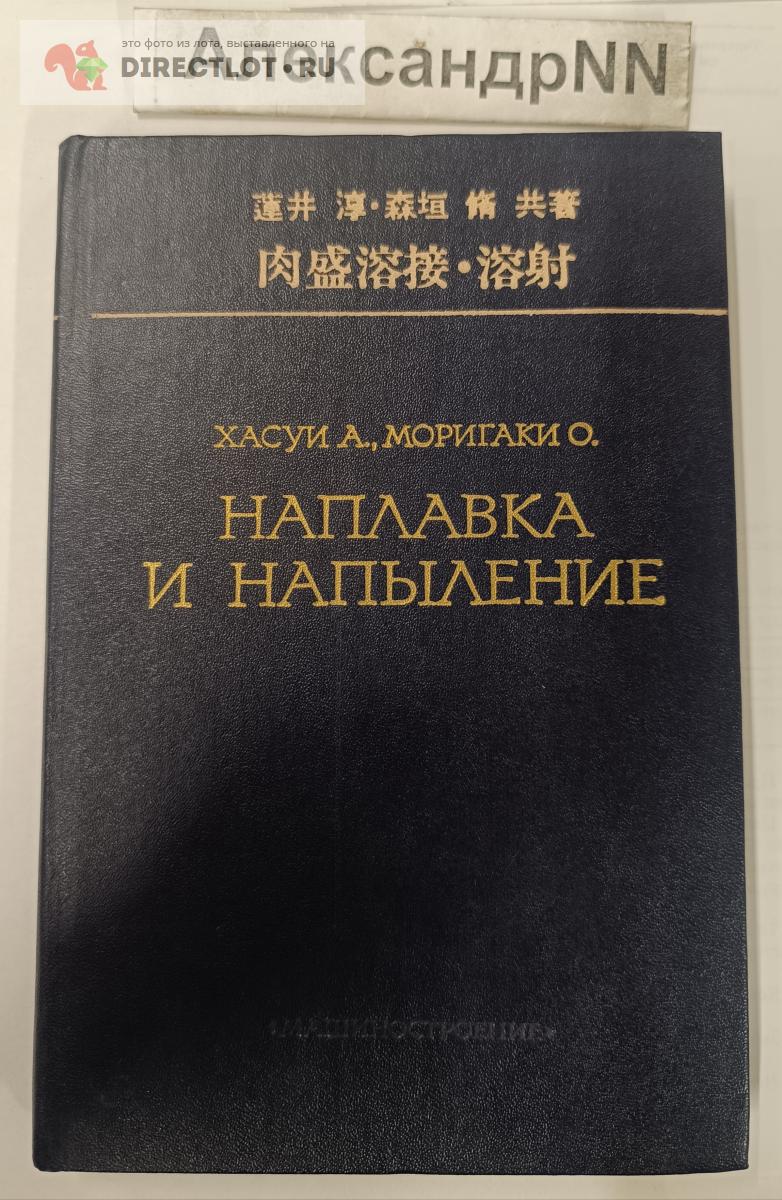 это фото из лота, выставленного на
DIRECTLOT.RU
АлександрNN
蓮井 淳・森垣 脩 共著
肉盛溶接・溶射
ХАСУИ А., МОРИГАКИ О.
НАПЛАВКА
И НАПЫЛЕНИЕ
«МАШИНОСТРОЕНИЕ»